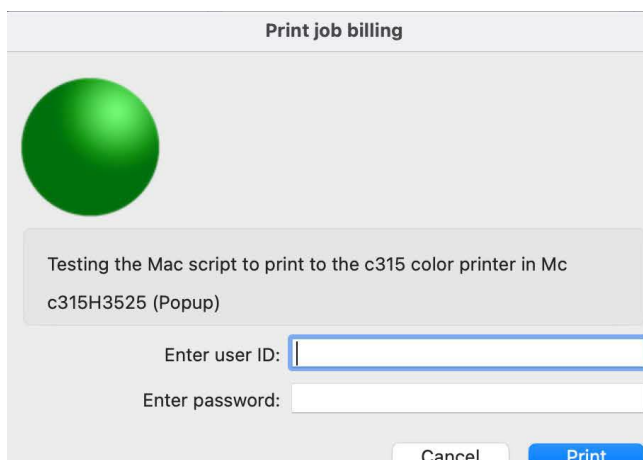 Print job billing
Testing the Mac script to print to the c315 color printer in Mc
c315H3525 (Popup)
Enter user ID:
Enter password:
Cancel
Print